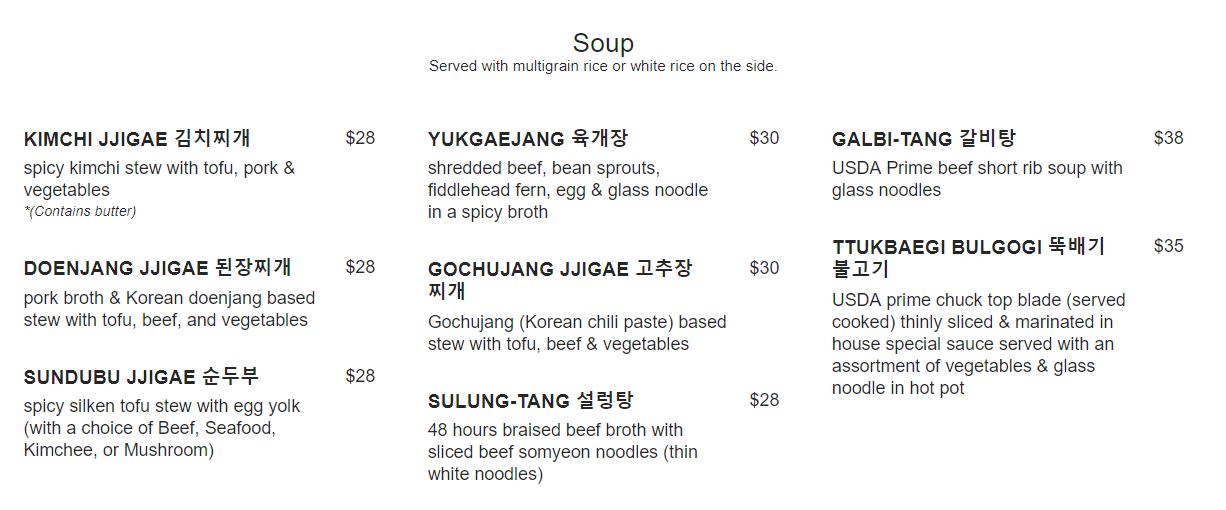 Soup
Served with multigrain rice or white rice on the side.
KIMCHI JJIGAE 김치찌개 $28
spicy kimchi stew with tofu, pork &
vegetables
*(Contains butter)
DOENJANG JJIGAE 된장찌개 $28
pork broth & Korean doenjang based
stew with tofu, beef, and vegetables
SUNDUBU JJIGAE 순두부 $28
spicy silken tofu stew with egg yolk
(with a choice of Beef, Seafood,
Kimchee, or Mushroom)
YUKGAEJANG 육개장 $30
shredded beef, bean sprouts,
fiddlehead fern, egg & glass noodle
in a spicy broth
GOCHUJANG JJIGAE 고추장 $30
찌개
Gochujang (Korean chili paste) based
stew with tofu, beef & vegetables
SULUNG-TANG 설렁탕 $28
48 hours braised beef broth with
sliced beef somyeon noodles (thin
white noodles)
GALBI-TANG 갈비탕 $38
USDA Prime beef short rib soup with
glass noodles
TTUKBAEGI BULGOGI 뚝배기 $35
불고기
USDA prime chuck top blade (served
cooked) thinly sliced & marinated in
house special sauce served with an
assortment of vegetables & glass
noodle in hot pot